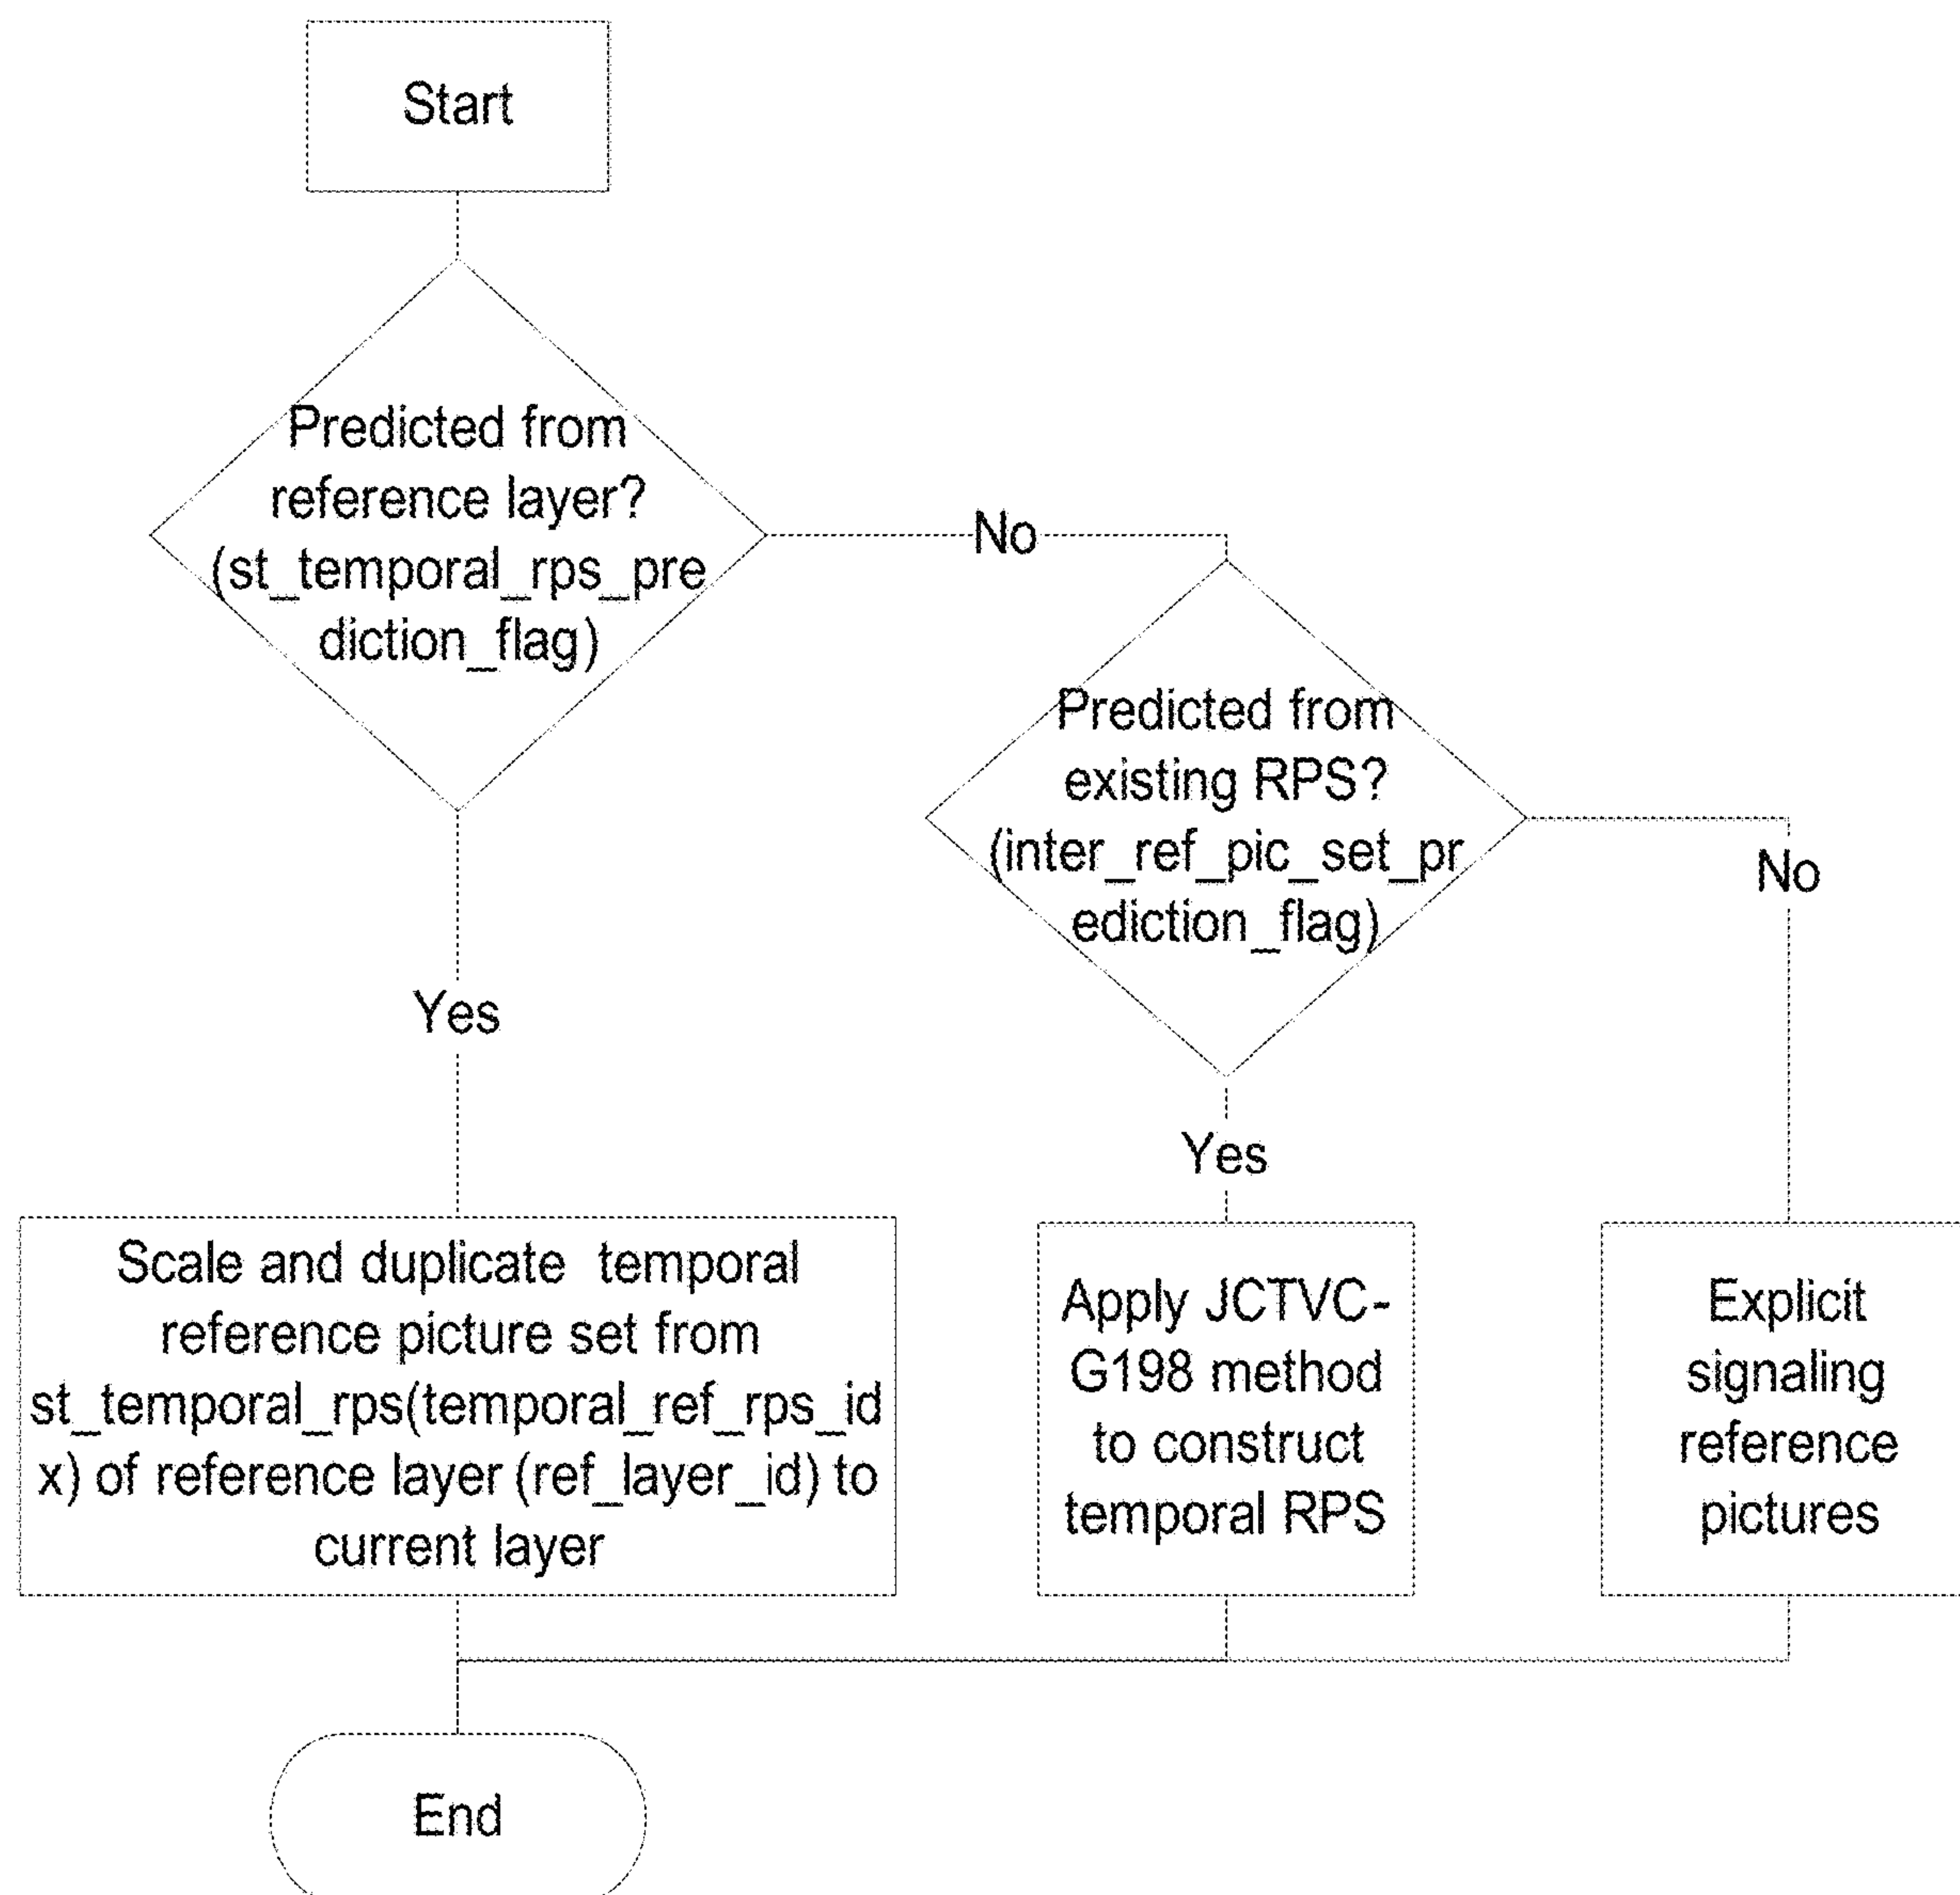 Start
Predicted from
reference layer?
(st_temporal_rps_pre
diction_flag)
No
Predicted from
existing RPS?
(inter_ref_pic_set_pr
ediction_flag)
No
Yes
Yes
Scale and duplicate temporal
reference picture set from
st_temporal_rps(temporal_ref_rps_id
x) of reference layer (ref_layer_id) to
current layer
Apply JCTVC-
G198 method
to construct
temporal RPS
Explicit
signaling
reference
pictures
End